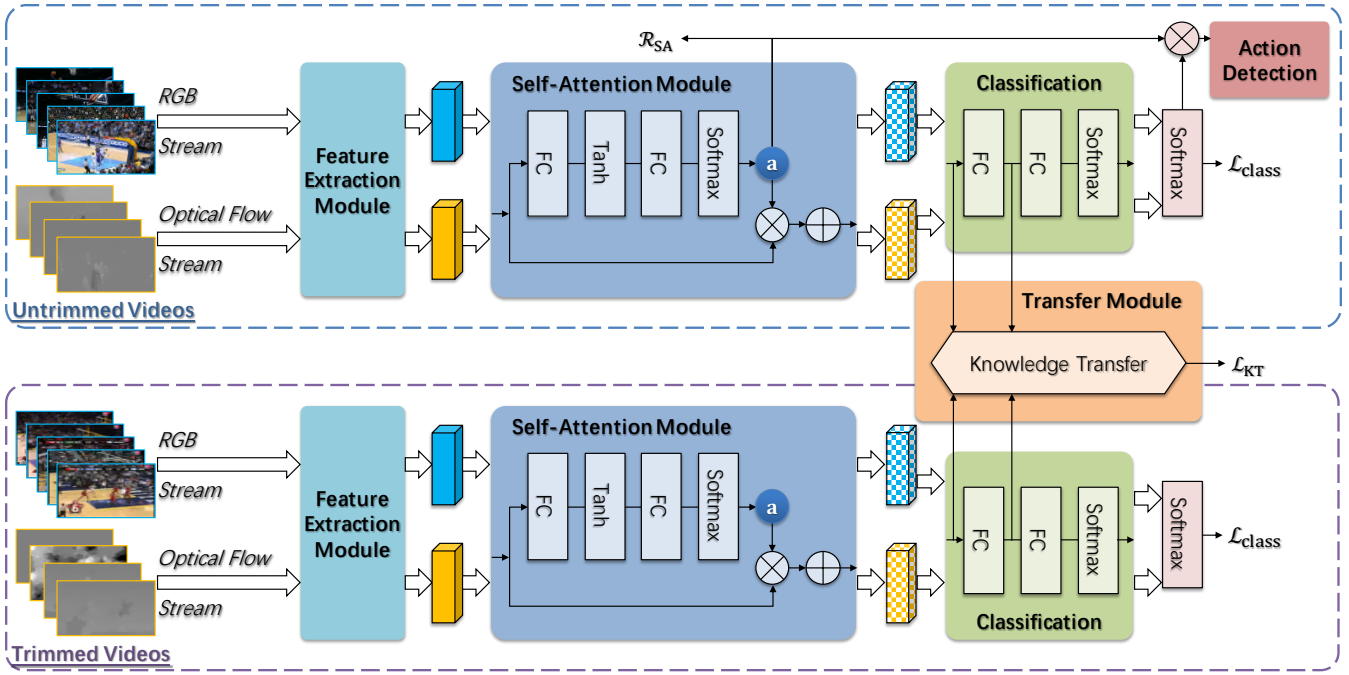 RGB
Stream
Optical Flow
Stream
Untrimmed Videos
Feature
Extraction
Module
Self-Attention Module
FC
Tanh
FC
Softmax
a
ℛSA
Classification
FC
FC
Softmax
Softmax
ℒclass
Action
Detection
Transfer Module
Knowledge Transfer
ℒKT
RGB
Stream
Optical Flow
Stream
Trimmed Videos
Feature
Extraction
Module
Self-Attention Module
FC
Tanh
FC
Softmax
a
FC
FC
Softmax
Classification
Softmax
ℒclass